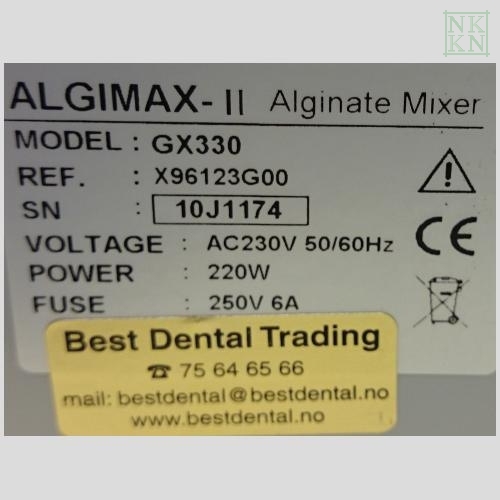 NK
KN
ALGIMAX-II Alginate Mixer
MODEL : GX330
REF. : X96123G00
SN : 10J1174
VOLTAGE : AC230V 50/60Hz
POWER : 220W
FUSE : 250V 6A
CE
Best Dental Trading
☎ 75 64 65 66
mail: bestdental@bestdental.no
www.bestdental.no